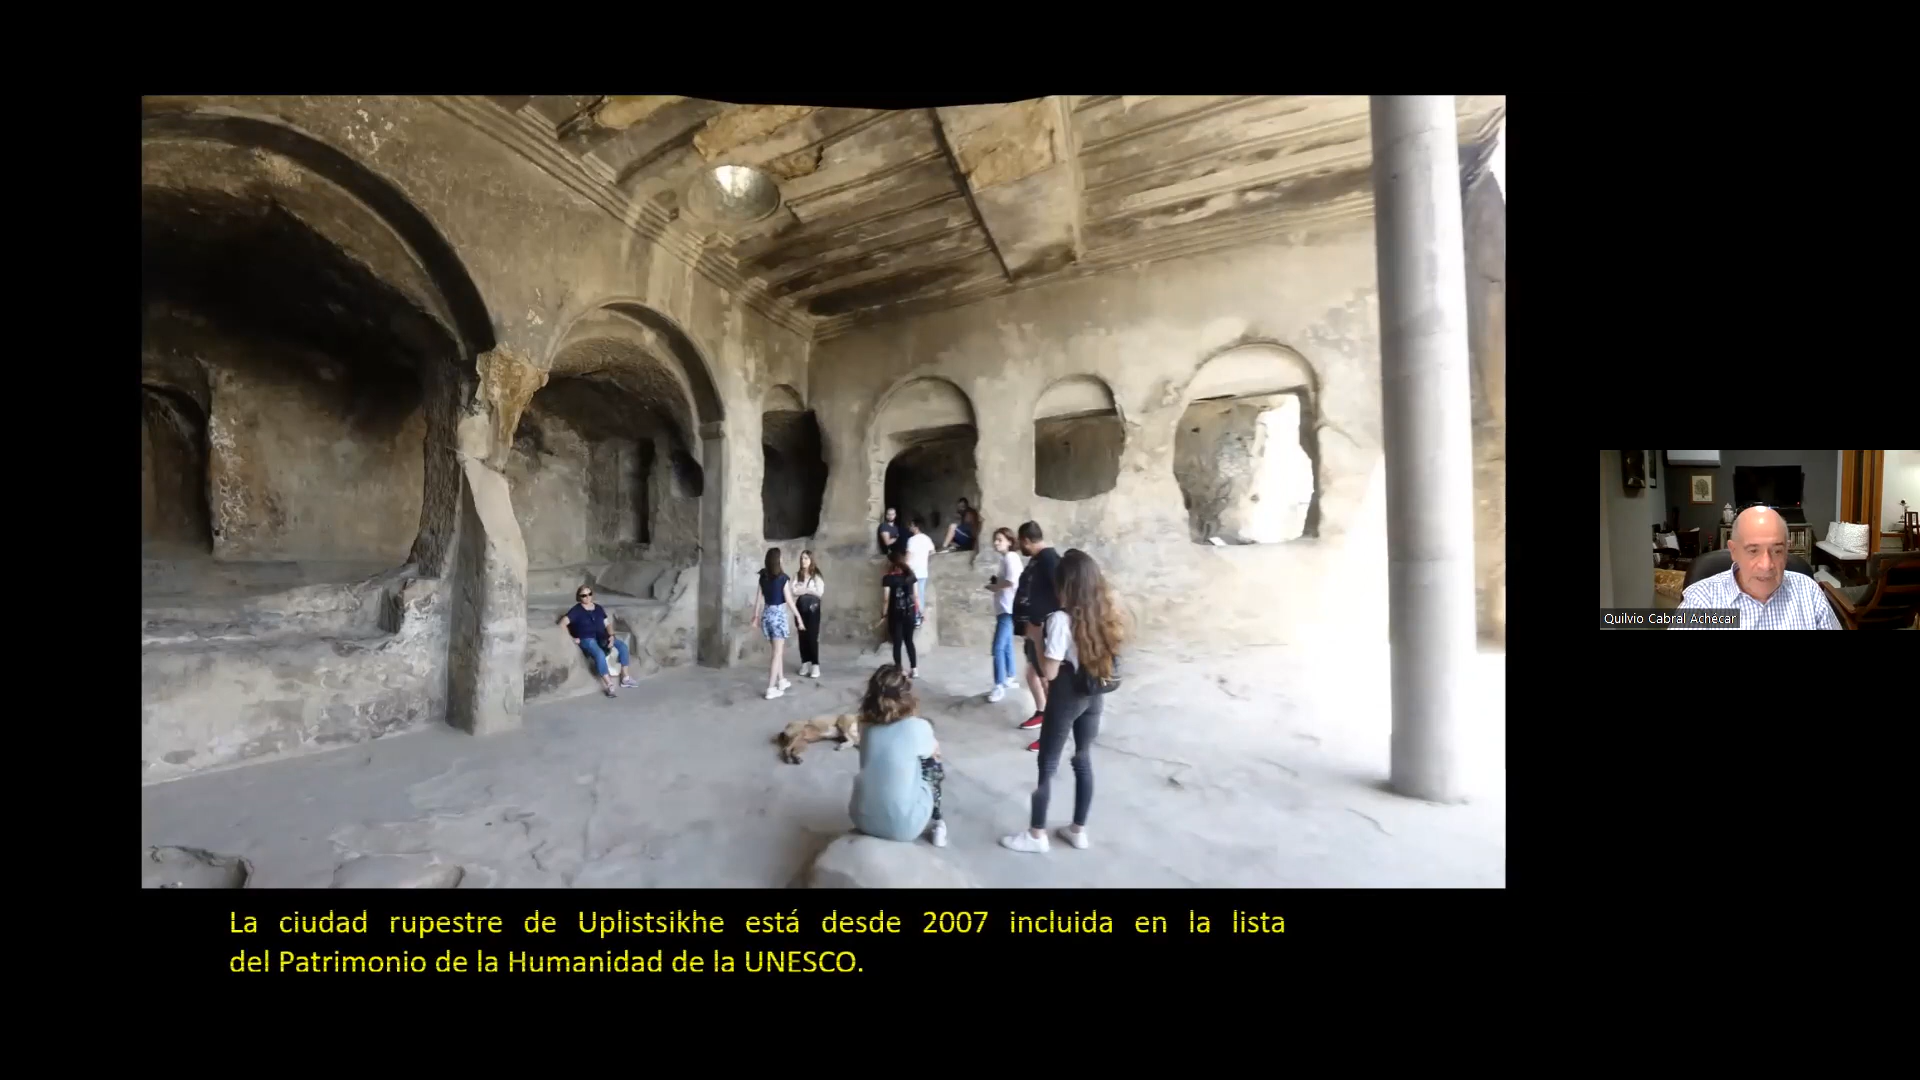 La ciudad rupestre de Uplistsikhe está desde 2007 incluida en la lista
del Patrimonio de la Humanidad de la UNESCO.
Quilvio Cabral Achécar